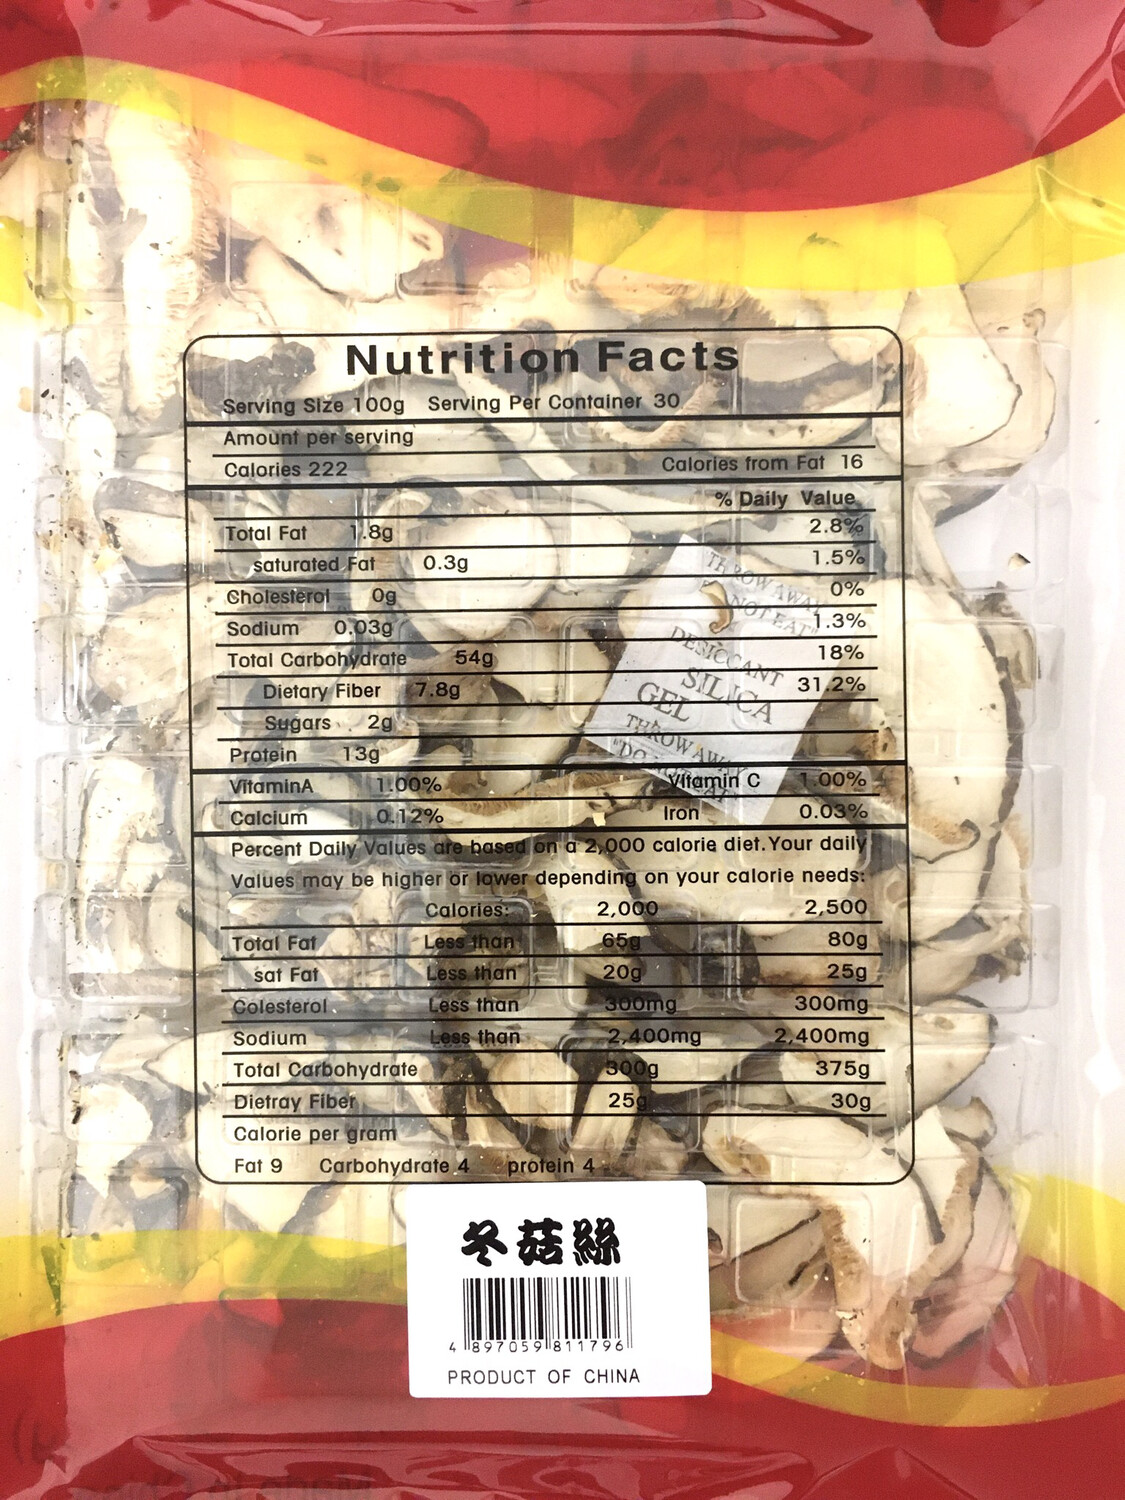 Nutrition Facts
Serving Size 100g Serving Per Container 30
Amount per serving
Calories 222 Calories from Fat 16
% Daily Value
Total Fat 1.8g 2.8%
saturated Fat 0.3g 1.5%
Cholesterol 0g 0%
Sodium 0.03g 1.3%
Total Carbohydrate 54g 18%
Dietary Fiber 7.8g 31.2%
Sugars 2g
Protein 13g
VitaminA 1.00% Vitamin C 1.00%
Calcium 0.12% Iron 0.03%
Percent Daily Values are based on a 2,000 calorie diet.Your daily
Values may be higher or lower depending on your calorie needs:
Calories: 2,000 2,500
Total Fat Less than 65g 80g
sat Fat Less than 20g 25g
Colesterol Less than 300mg 300mg
Sodium Less than 2,400mg 2,400mg
Total Carbohydrate 300g 375g
Dietray Fiber 25g 30g
Calorie per gram
Fat 9 Carbohydrate 4 protein 4
THROW AWAY
NOT EAT"
DESICCANT
SILICA
GEL
THROW AWAY
冬菇絲
4 897059 811796
PRODUCT OF CHINA